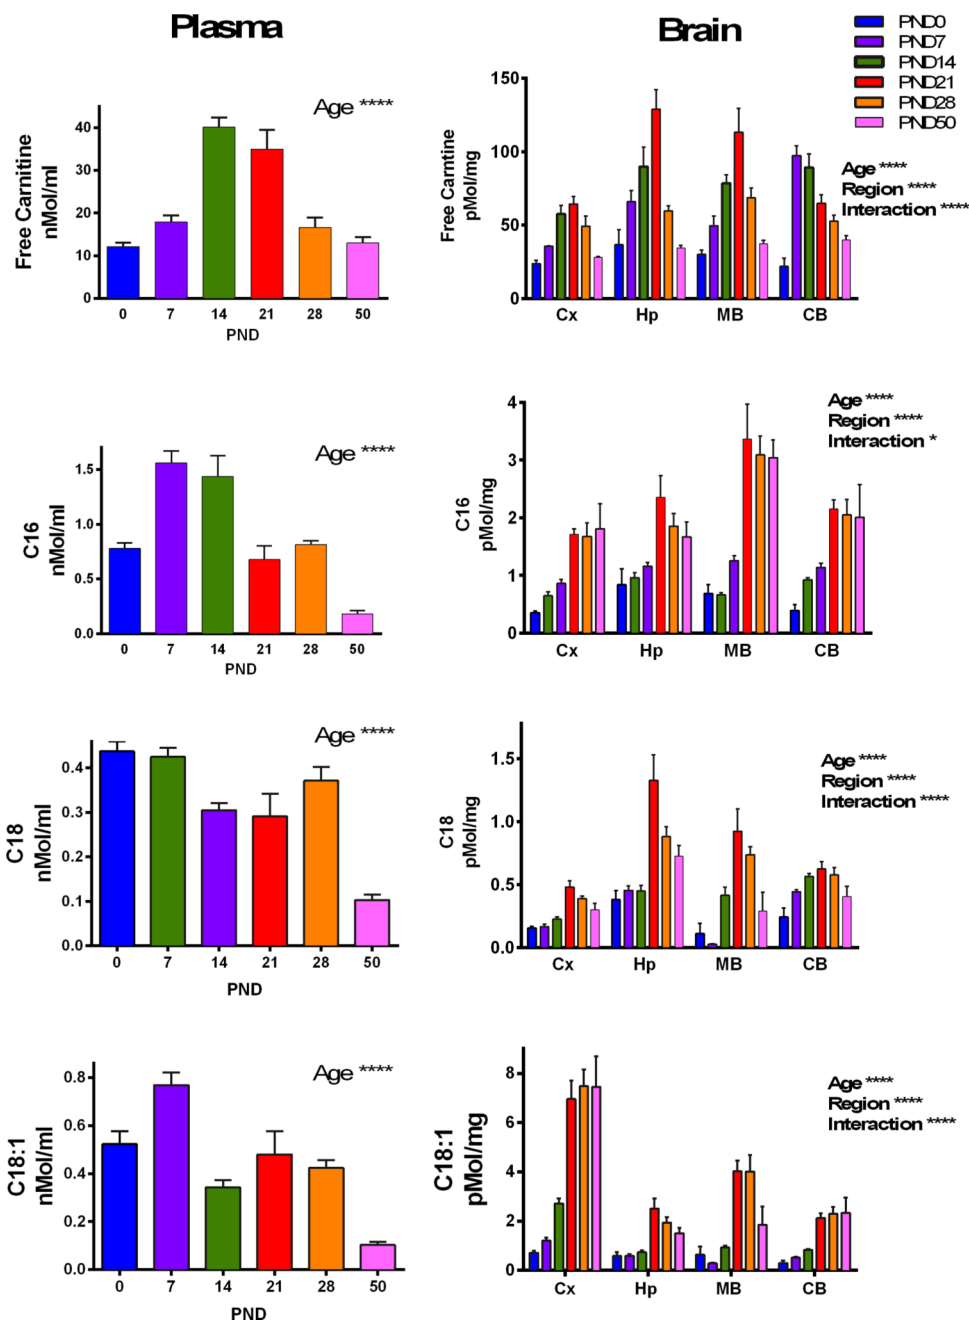 Plasma
Brain
PND0
PND7
PND14
PND21
PND28
PND50
Free Carnitine
nMol/ml
Age ****
40
30
20
10
0
0 7 14 21 28 50
PND
Free Carntine
pMol/mg
150
100
50
0
Cx Hp MB CB
Age ****
Region ****
Interaction ****
C16
nMol/ml
Age ****
1.5
1.0
0.5
0.0
0 7 14 21 28 50
PND
C16
pMol/mg
4
3
2
1
0
Cx Hp MB CB
Age ****
Region ****
Interaction *
C18
nMol/ml
Age ****
0.4
0.3
0.2
0.1
0.0
0 7 14 21 28 50
PND
C18
pMol/mg
1.5
1.0
0.5
0.0
Cx Hp MB CB
Age ****
Region ****
Interaction ****
C18:1
nMol/ml
Age ****
0.8
0.6
0.4
0.2
0.0
0 7 14 21 28 50
PND
C18:1
pMol/mg
8
6
4
2
0
Cx Hp MB CB
Age ****
Region ****
Interaction ****